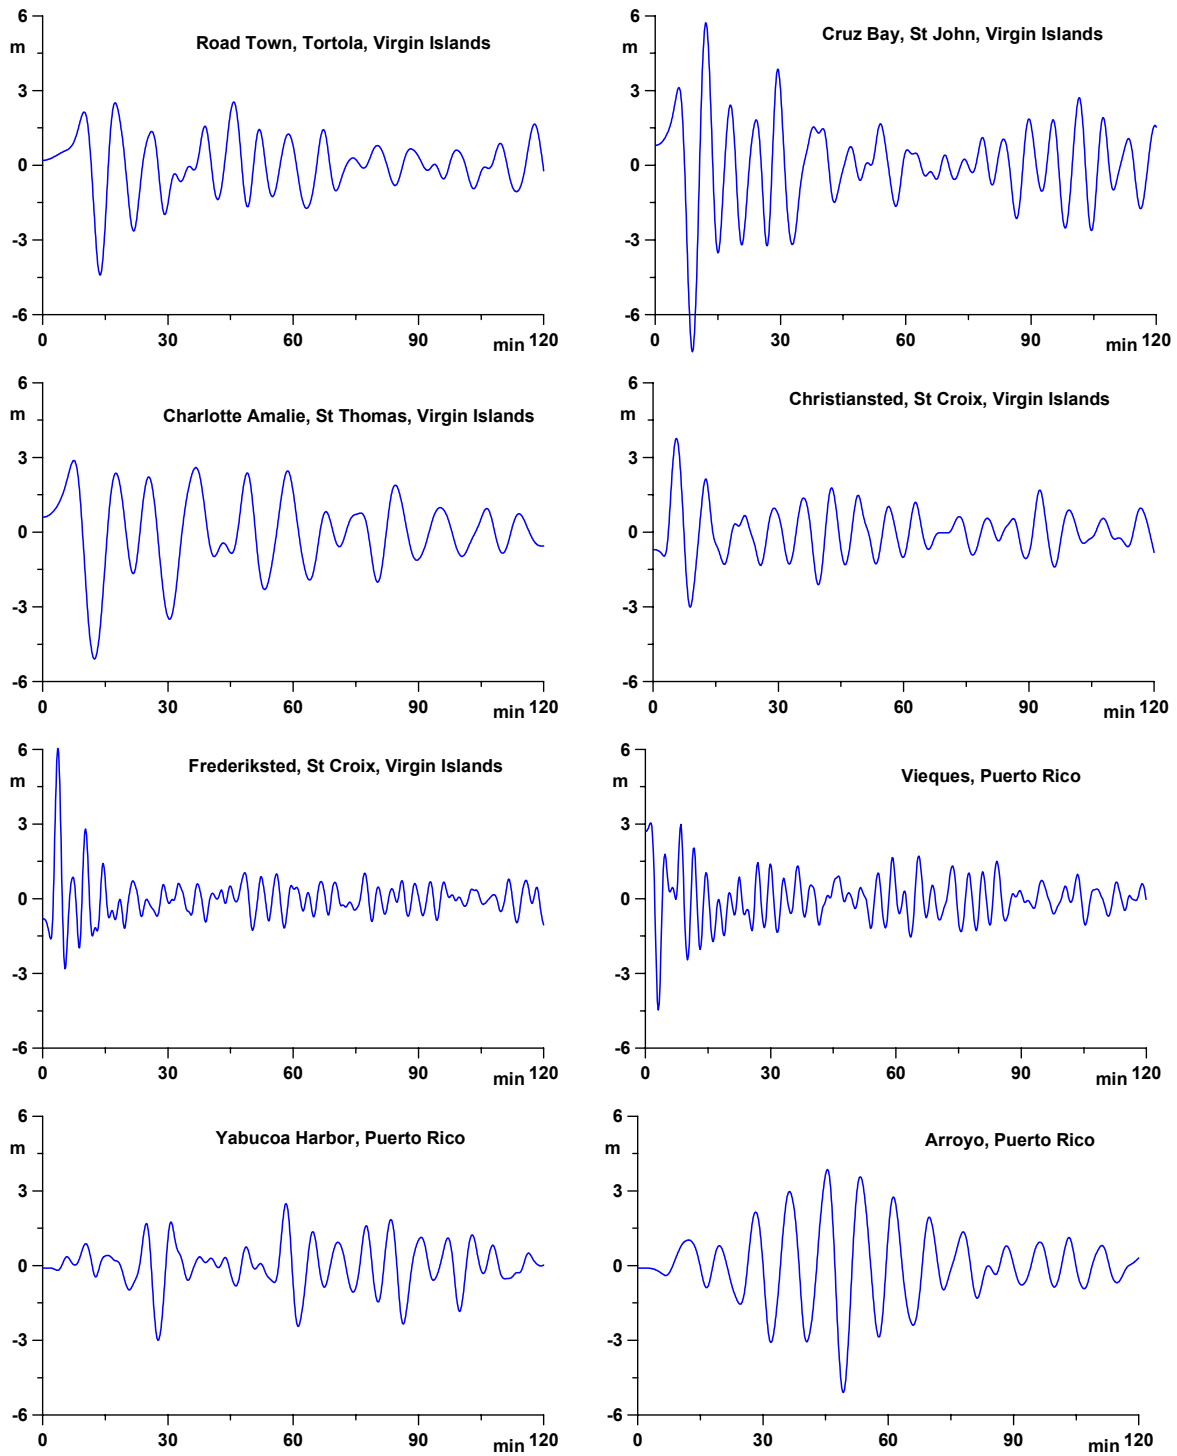 Road Town, Tortola, Virgin Islands
6
m
3
0
-3
-6
0 30 60 90 min 120
Cruz Bay, St John, Virgin Islands
6
m
3
0
-3
-6
0 30 60 90 min 120
Charlotte Amalie, St Thomas, Virgin Islands
6
m
3
0
-3
-6
0 30 60 90 min 120
Christiansted, St Croix, Virgin Islands
6
m
3
0
-3
-6
0 30 60 90 min 120
Frederiksted, St Croix, Virgin Islands
6
m
3
0
-3
-6
0 30 60 90 min 120
Vieques, Puerto Rico
6
m
3
0
-3
-6
0 30 60 90 min 120
Yabucoa Harbor, Puerto Rico
6
m
3
0
-3
-6
0 30 60 90 min 120
Arroyo, Puerto Rico
6
m
3
0
-3
-6
0 30 60 90 min 120